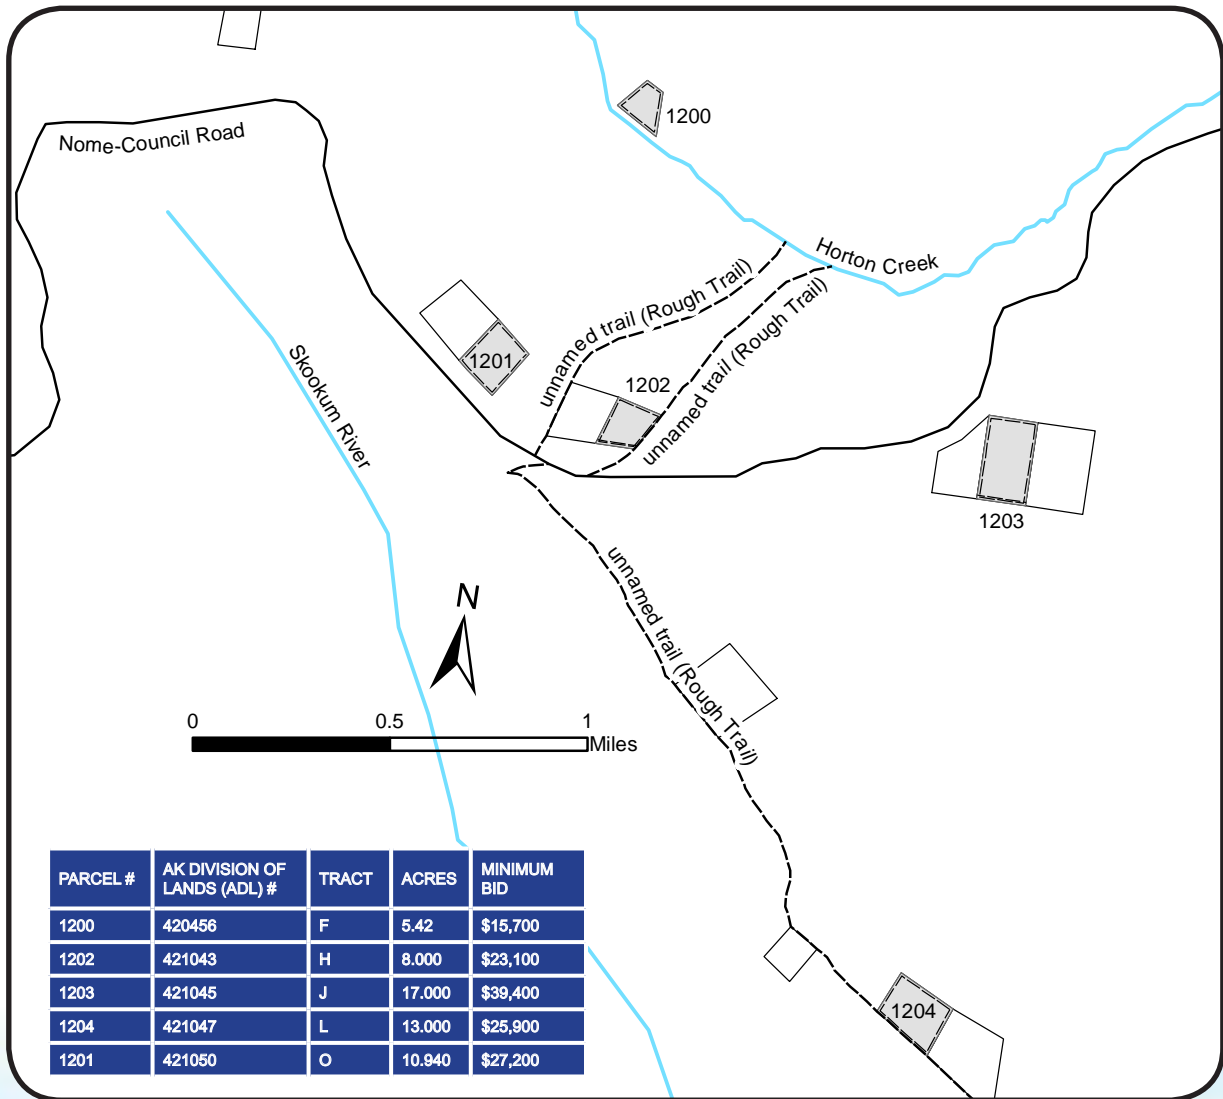 1200
Nome-Council Road
Horton Creek
unnamed trail (Rough Trail)
unnamed trail (Rough Trail)
1201
1202
Skookum River
1203
unnamed trail (Rough Trail)
N
0 0.5 1
Miles
PARCEL # AK DIVISION OF LANDS (ADL) # TRACT ACRES MINIMUM BID
1200 420456 F 5.42 $15,700
1202 421043 H 8.000 $23,100
1203 421045 J 17.000 $39,400
1204 421047 L 13.000 $25,900
1201 421050 O 10.940 $27,200
1204